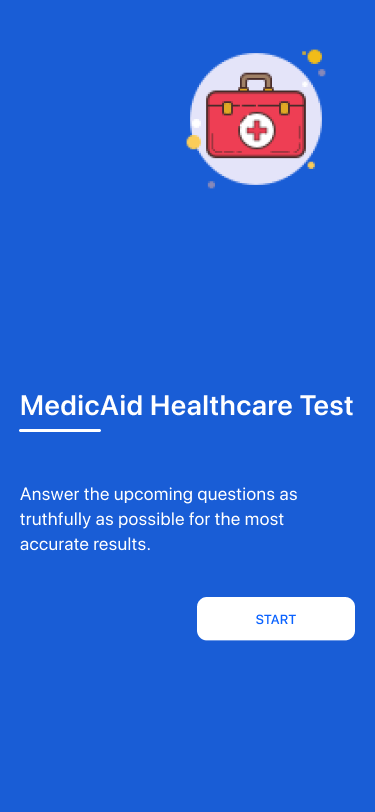 MedicAid Healthcare Test
Answer the upcoming questions as
truthfully as possible for the most
accurate results.
START